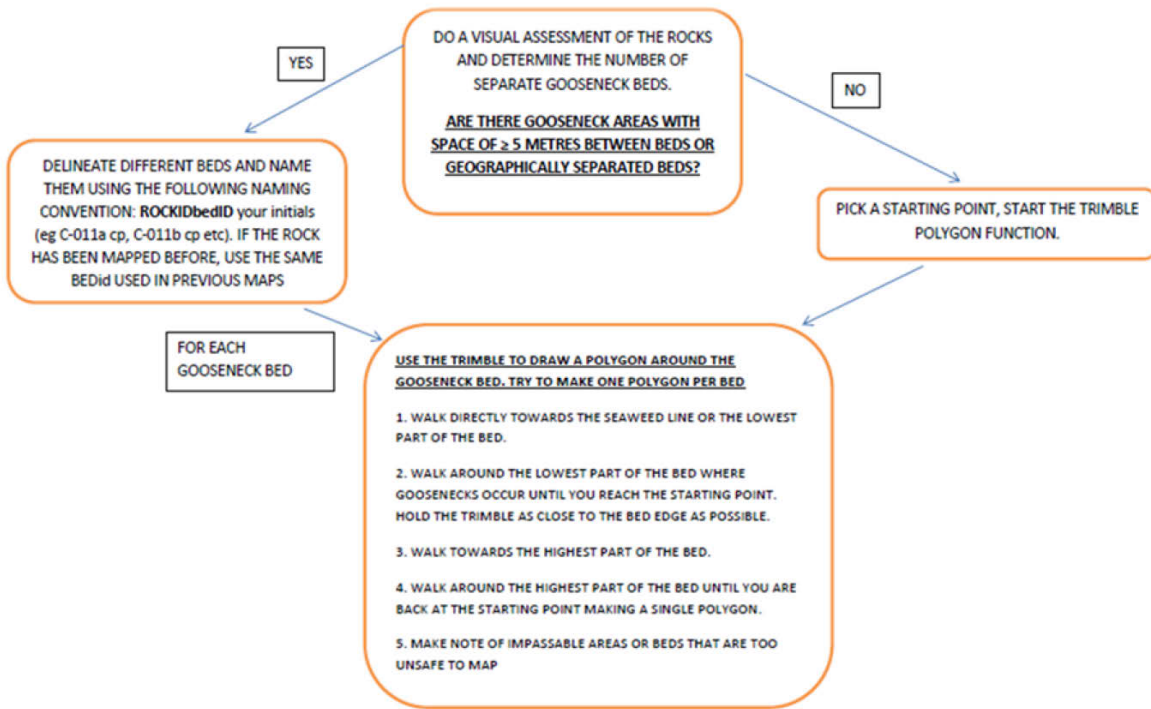 DO A VISUAL ASSESSMENT OF THE ROCKS
AND DETERMINE THE NUMBER OF
SEPARATE GOOSENECK BEDS.
ARE THERE GOOSENECK AREAS WITH
SPACE OF ≥ 5 METRES BETWEEN BEDS OR
GEOGRAPHICALLY SEPARATED BEDS?
YES
NO
DELINEATE DIFFERENT BEDS AND NAME
THEM USING THE FOLLOWING NAMING
CONVENTION: ROCKIDbedID your initials
(eg C-011a cp, C-011b cp etc). IF THE ROCK
HAS BEEN MAPPED BEFORE, USE THE SAME
BEDid USED IN PREVIOUS MAPS
PICK A STARTING POINT, START THE TRIMBLE
POLYGON FUNCTION.
FOR EACH
GOOSENECK BED
USE THE TRIMBLE TO DRAW A POLYGON AROUND THE
GOOSENECK BED. TRY TO MAKE ONE POLYGON PER BED
1. WALK DIRECTLY TOWARDS THE SEAWEED LINE OR THE LOWEST
PART OF THE BED.
2. WALK AROUND THE LOWEST PART OF THE BED WHERE
GOOSENECKS OCCUR UNTIL YOU REACH THE STARTING POINT.
HOLD THE TRIMBLE AS CLOSE TO THE BED EDGE AS POSSIBLE.
3. WALK TOWARDS THE HIGHEST PART OF THE BED.
4. WALK AROUND THE HIGHEST PART OF THE BED UNTIL YOU ARE
BACK AT THE STARTING POINT MAKING A SINGLE POLYGON.
5. MAKE NOTE OF IMPASSABLE AREAS OR BEDS THAT ARE TOO
UNSAFE TO MAP